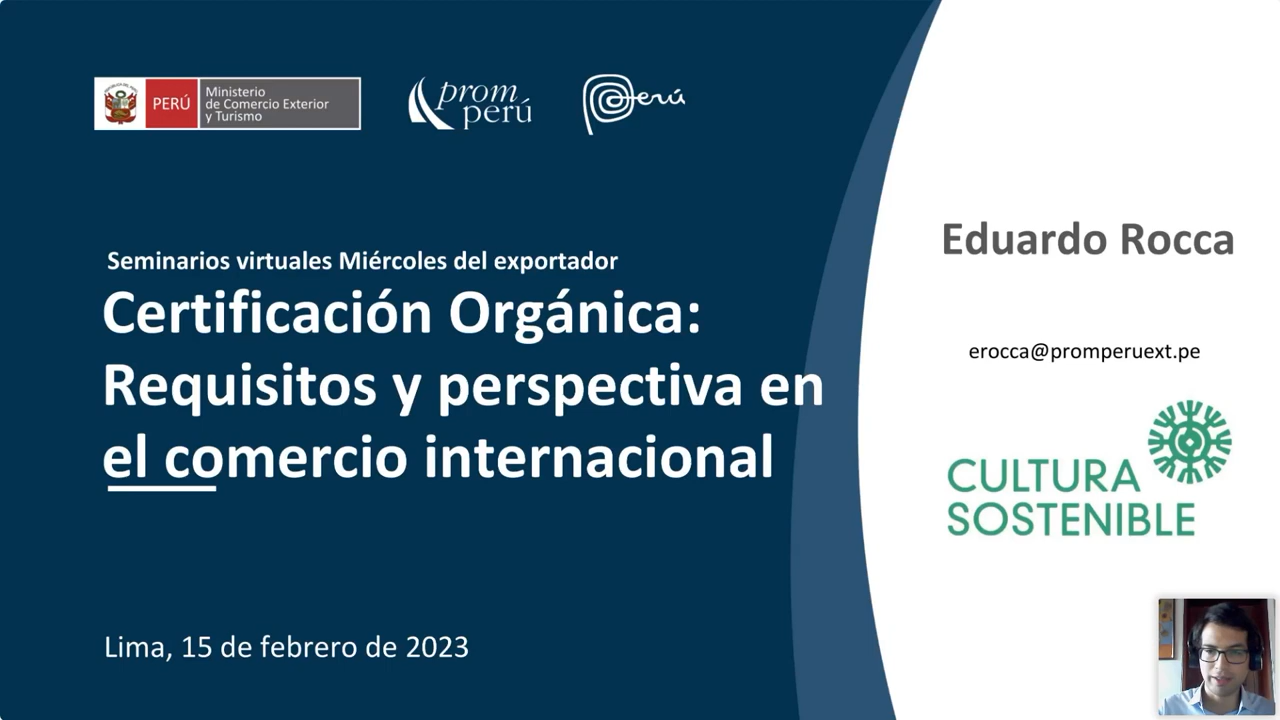 PERÚ
Ministerio
de Comercio Exterior
y Turismo
prom
perú
Perú
Seminarios virtuales Miércoles del exportador
Certificación Orgánica:
Requisitos y perspectiva en
el comercio internacional
Lima, 15 de febrero de 2023
Eduardo Rocca
erocca@promperuext.pe
CULTURA
SOSTENIBLE